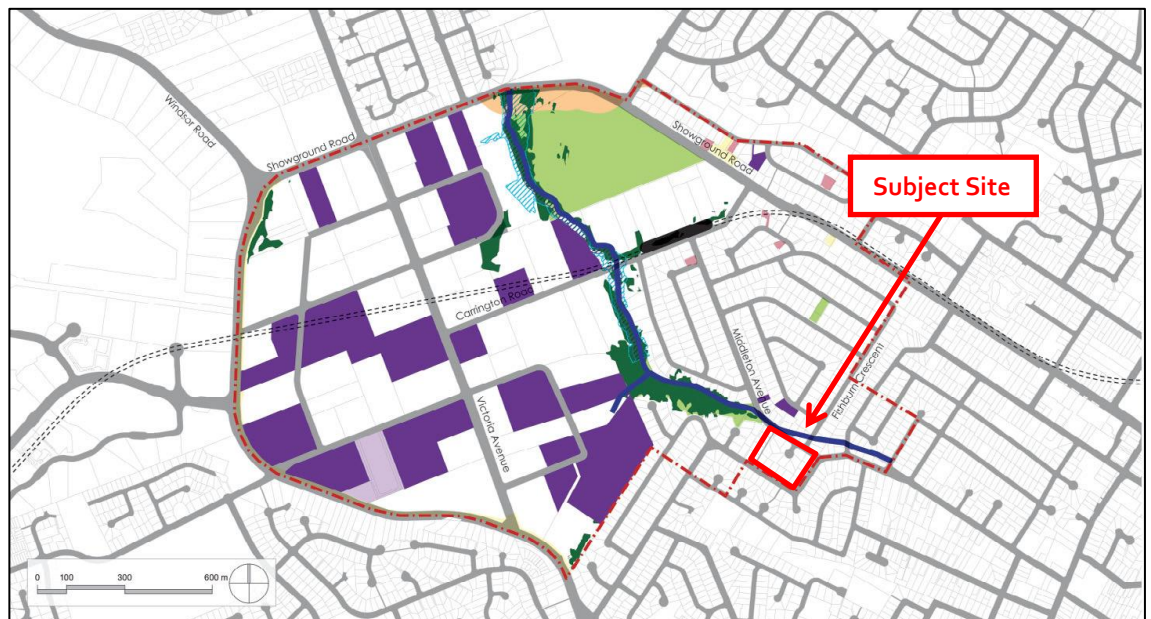 Windsor Road
Showground Road
Showground Road
Subject Site
Carrington Road
Middleton Avenue
Fishburn Crescent
Victoria Avenue
0 100 300 600 m